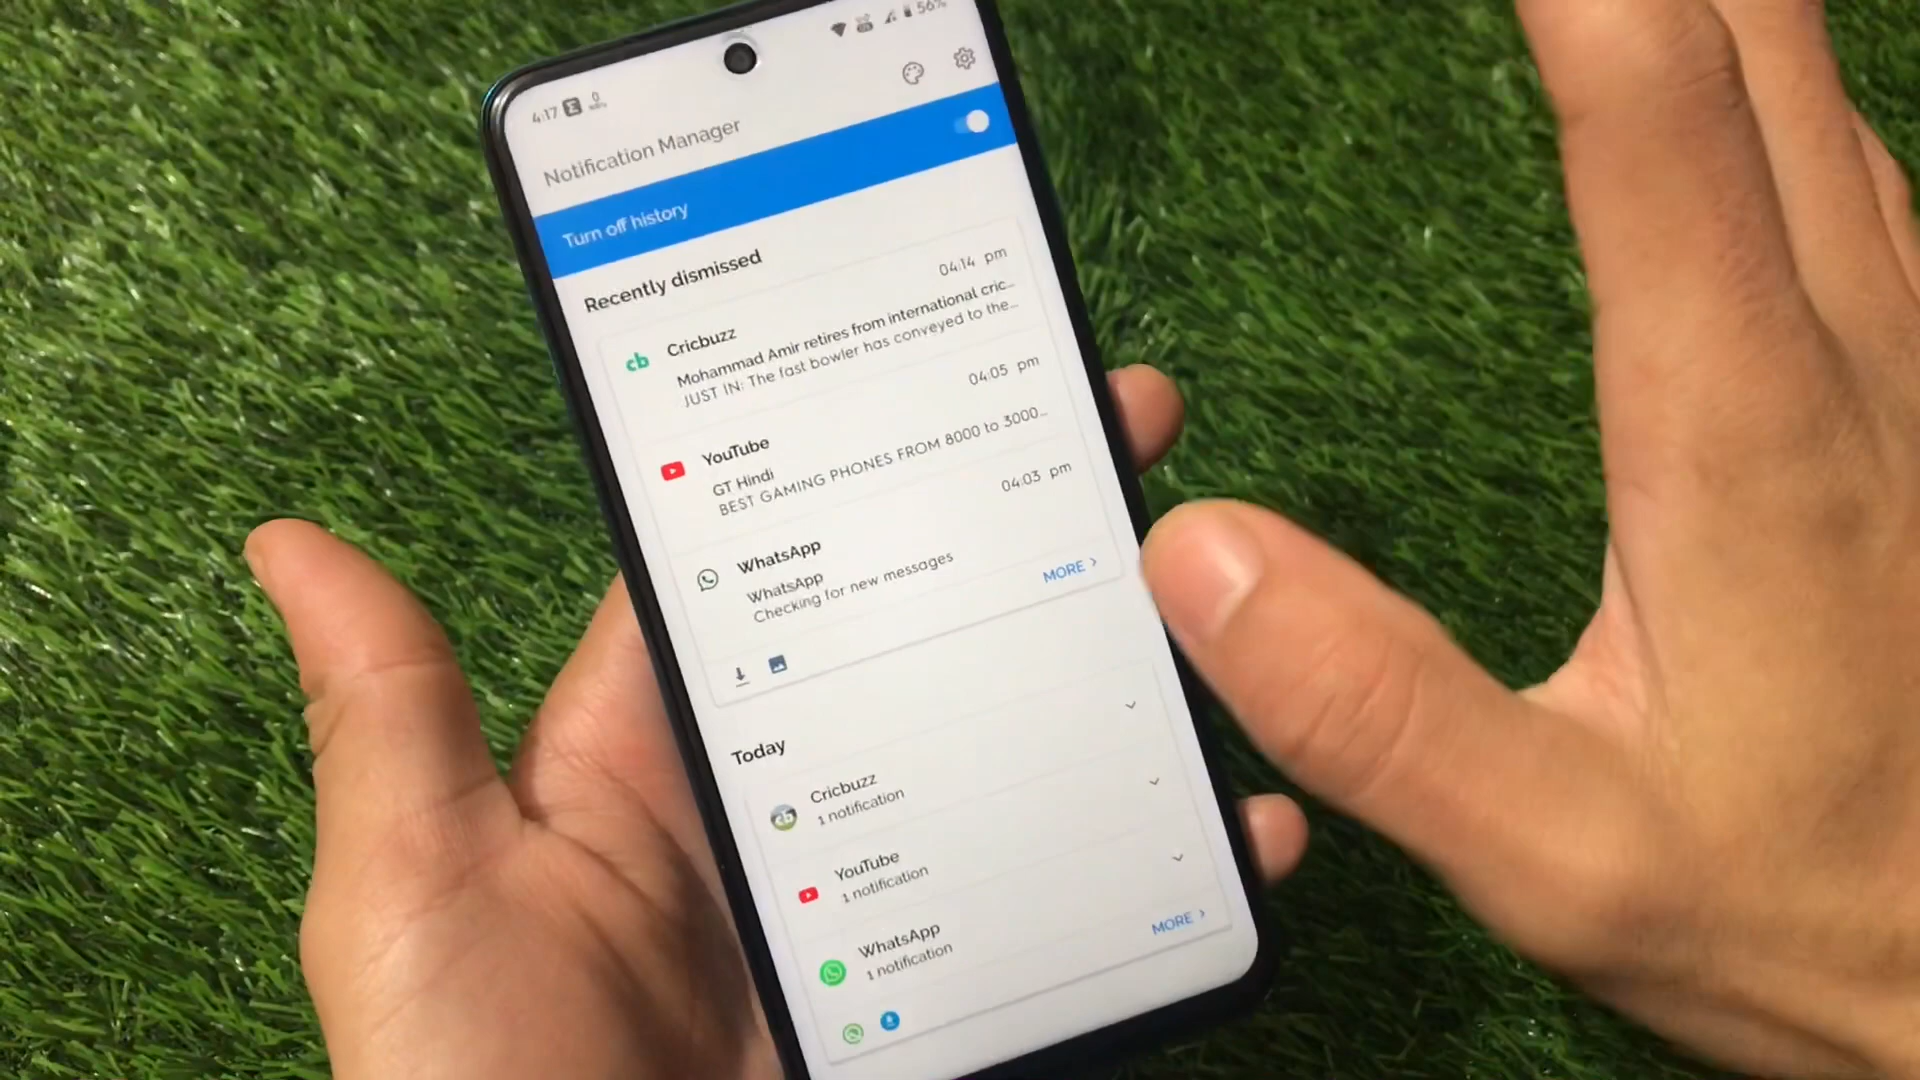 4:17
56%
Notification Manager
Turn off history
Recently dismissed
04:14 pm
cb
Cricbuzz
Mohammad Amir retires from international cric...
JUST IN: The fast bowler has conveyed to the...
04:05 pm
YouTube
GT Hindi
BEST GAMING PHONES FROM 8000 to 3000...
04:03 pm
WhatsApp
WhatsApp
Checking for new messages
MORE >
Today
Cricbuzz
1 notification
YouTube
1 notification
WhatsApp
1 notification
MORE >